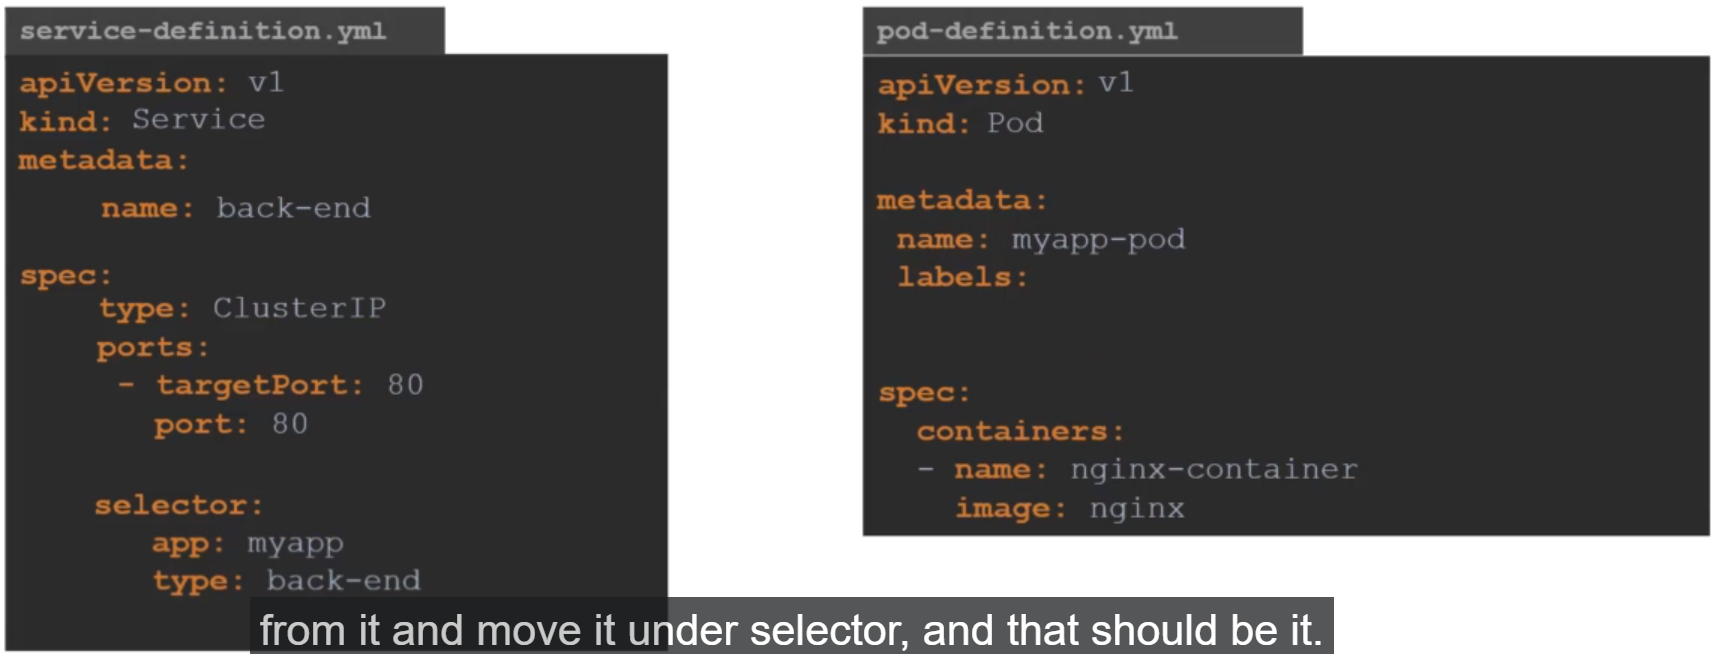 service-definition.yml
apiVersion: v1
kind: Service
metadata:
name: back-end
spec:
type: ClusterIP
ports:
- targetPort: 80
port: 80
selector:
app: myapp
type: back-end
pod-definition.yml
apiVersion: v1
kind: Pod
metadata:
name: myapp-pod
labels:
spec:
containers:
- name: nginx-container
image: nginx
from it and move it under selector, and that should be it.